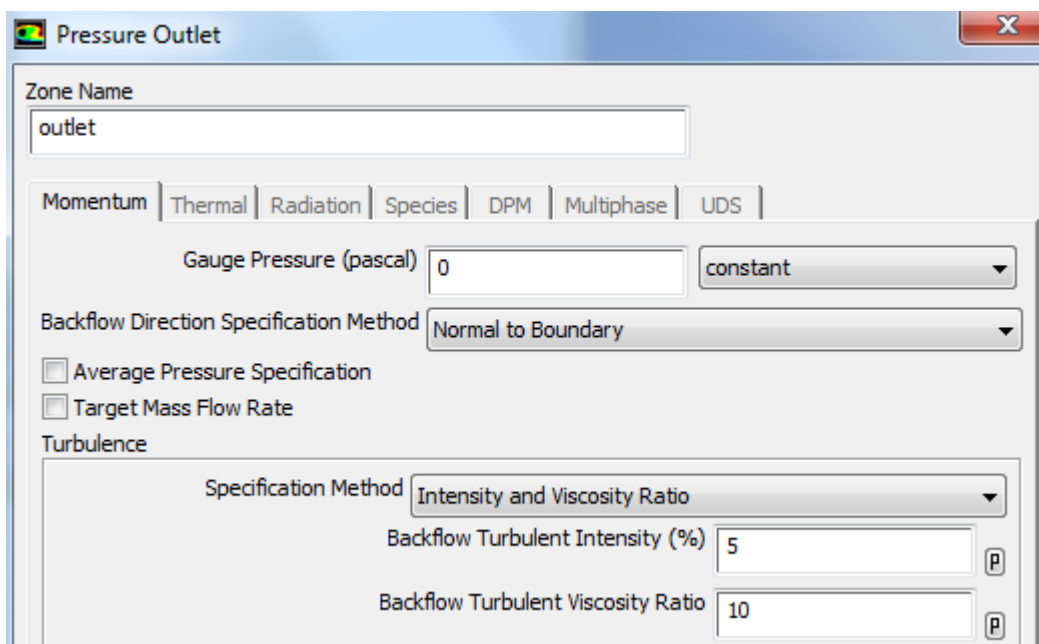 Pressure Outlet
X
Zone Name
outlet
Momentum Thermal Radiation Species DPM Multiphase UDS
Gauge Pressure (pascal) 0 constant
Backflow Direction Specification Method Normal to Boundary
Average Pressure Specification
Target Mass Flow Rate
Turbulence
Specification Method Intensity and Viscosity Ratio
Backflow Turbulent Intensity (%) 5 P
Backflow Turbulent Viscosity Ratio 10 P